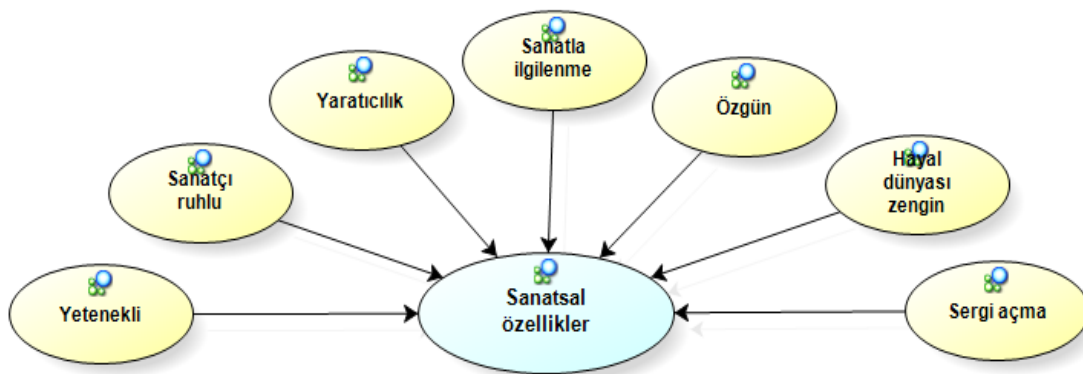 Sanatla
ilgilenme
Yaratıcılık
Özgün
Sanatçı
ruhlu
Hayal
dünyası
zengin
Yetenekli
Sanatsal
özellikler
Sergi açma